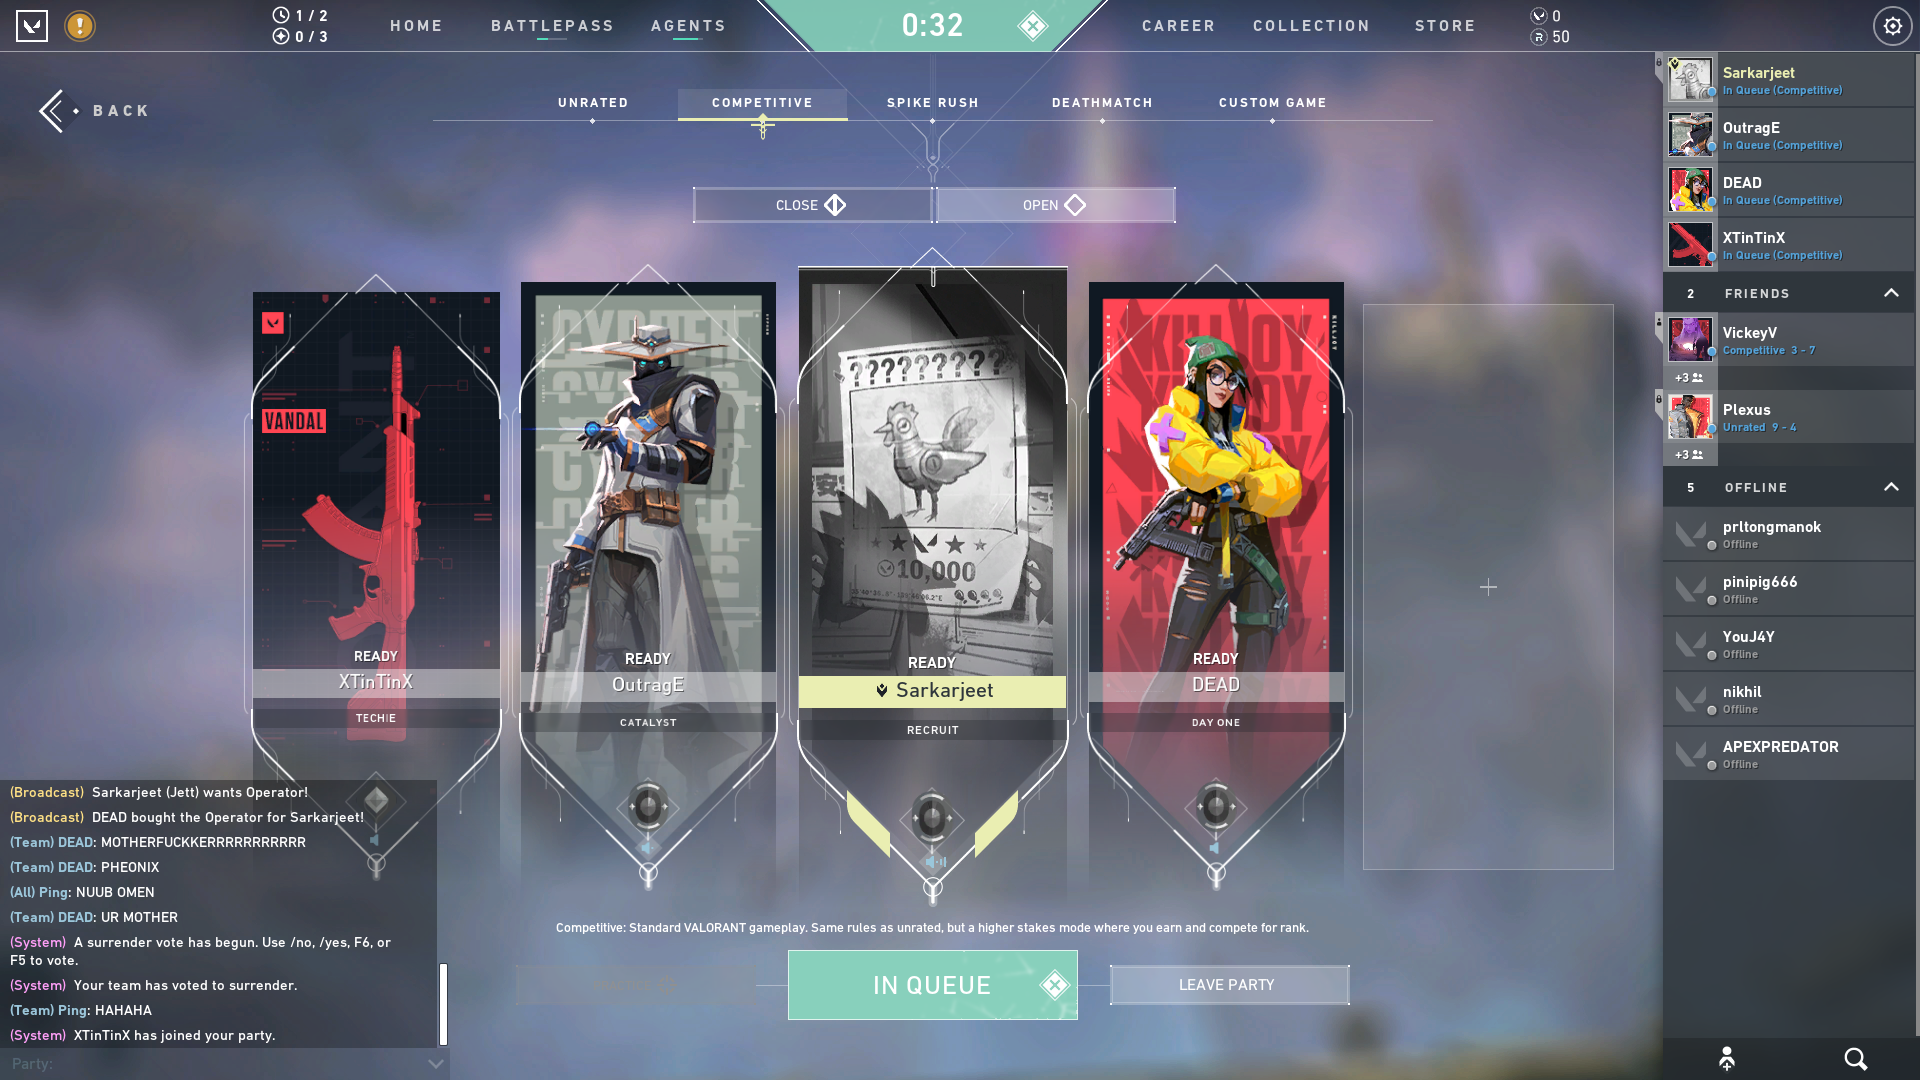 1 / 2
0 / 3
HOME
BATTLEPASS
AGENTS
0:32
CAREER
COLLECTION
STORE
0
R 50
BACK
UNRATED
COMPETITIVE
SPIKE RUSH
DEATHMATCH
CUSTOM GAME
CLOSE
OPEN
VANDAL
READY
XTinTinX
TECHIE
CYPHER
READY
OutragE
CATALYST
????????
10,000
READY
Sarkarjeet
RECRUIT
KILLJOY
KILLJOY
READY
DEAD
DAY ONE
Sarkarjeet
In Queue (Competitive)
OutragE
In Queue (Competitive)
DEAD
In Queue (Competitive)
XTinTinX
In Queue (Competitive)
2 FRIENDS
VickeyV
Competitive 3 - 7
+3
Plexus
Unrated 9 - 4
+3
5 OFFLINE
prltongmanok
Offline
pinipig666
Offline
YouJ4Y
Offline
nikhil
Offline
APEXPREDATOR
Offline
(Broadcast) Sarkarjeet (Jett) wants Operator!
(Broadcast) DEAD bought the Operator for Sarkarjeet!
(Team) DEAD: MOTHERFUCKKERRRRRRRRRRR
(Team) DEAD: PHEONIX
(All) Ping: NUUB OMEN
(Team) DEAD: UR MOTHER
(System) A surrender vote has begun. Use /no, /yes, F6, or
F5 to vote.
(System) Your team has voted to surrender.
(Team) Ping: HAHAHA
(System) XTinTinX has joined your party.
Party:
Competitive: Standard VALORANT gameplay. Same rules as unrated, but a higher stakes mode where you earn and compete for rank.
IN QUEUE
LEAVE PARTY